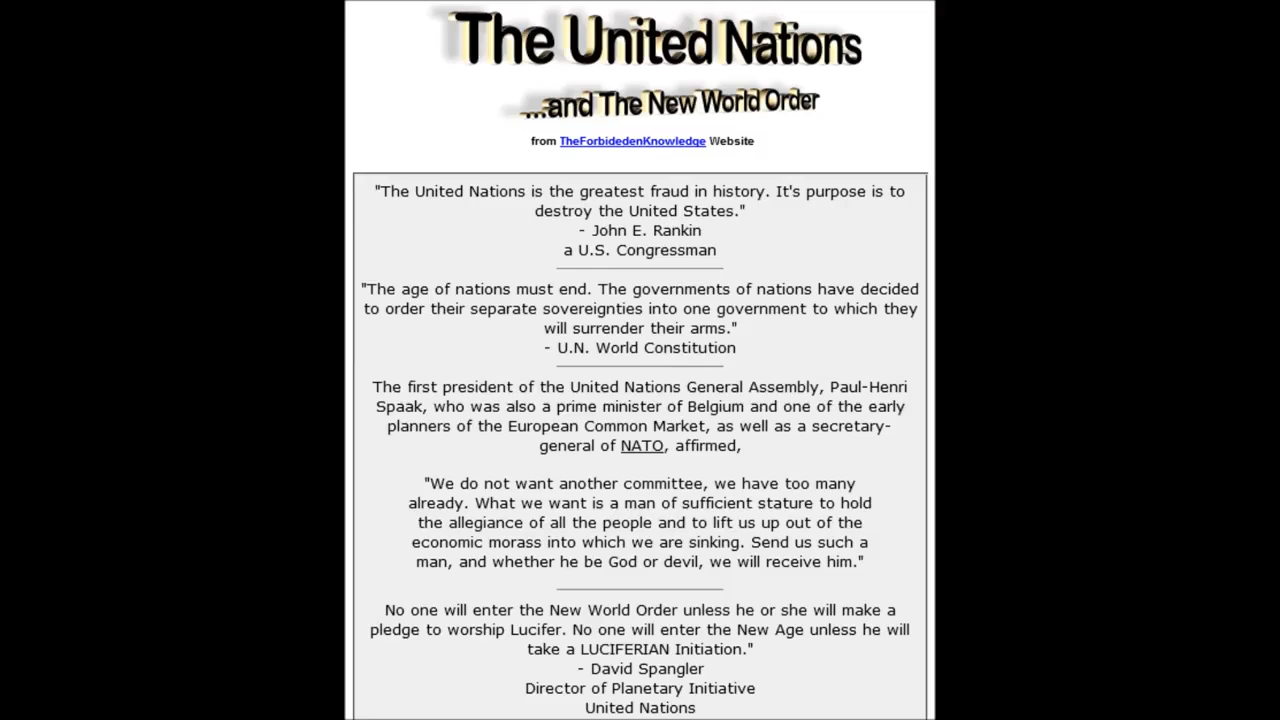 The United Nations
...and The New World Order
from TheForbidedenKnowledge Website
"The United Nations is the greatest fraud in history. It's purpose is to
destroy the United States."
- John E. Rankin
a U.S. Congressman
"The age of nations must end. The governments of nations have decided
to order their separate sovereignties into one government to which they
will surrender their arms."
- U.N. World Constitution
The first president of the United Nations General Assembly, Paul-Henri
Spaak, who was also a prime minister of Belgium and one of the early
planners of the European Common Market, as well as a secretary-
general of NATO, affirmed,
"We do not want another committee, we have too many
already. What we want is a man of sufficient stature to hold
the allegiance of all the people and to lift us up out of the
economic morass into which we are sinking. Send us such a
man, and whether he be God or devil, we will receive him."
No one will enter the New World Order unless he or she will make a
pledge to worship Lucifer. No one will enter the New Age unless he will
take a LUCIFERIAN Initiation."
- David Spangler
Director of Planetary Initiative
United Nations